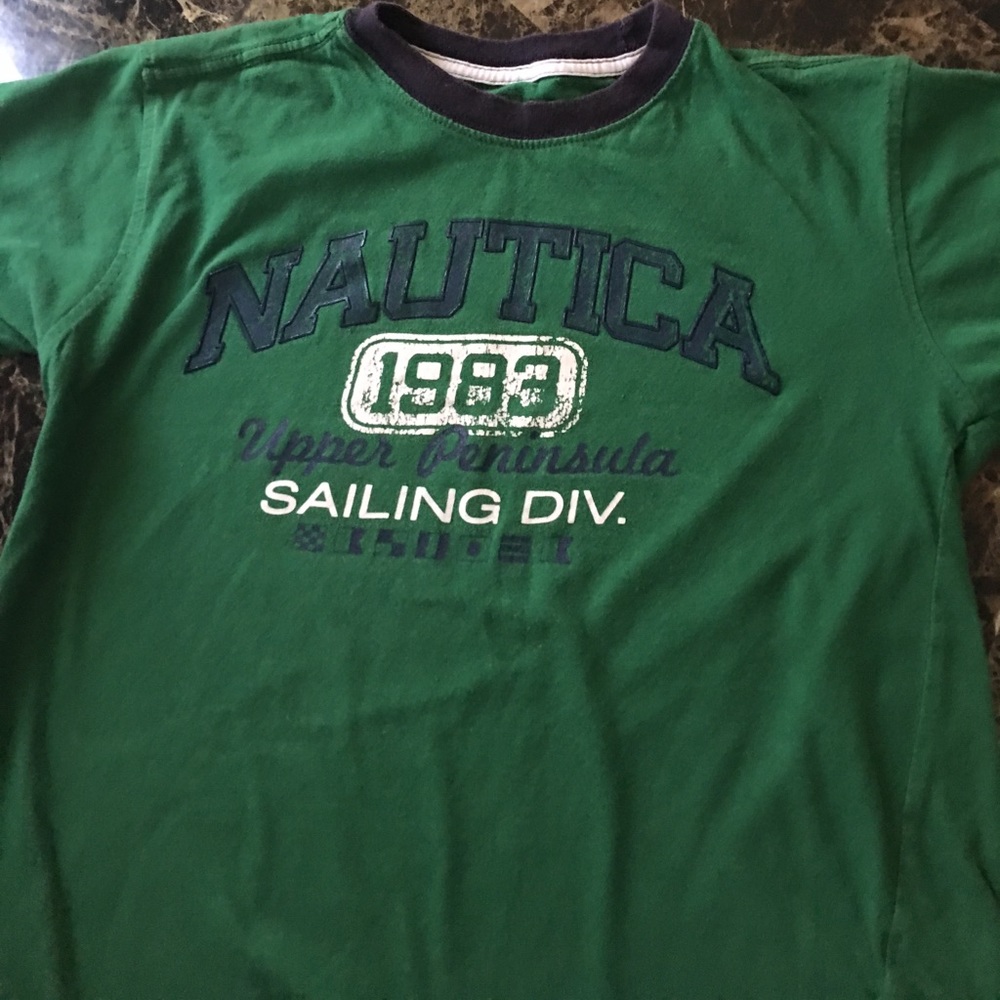 NAUTICA
1983
Upper Peninsula
SAILING DIV.